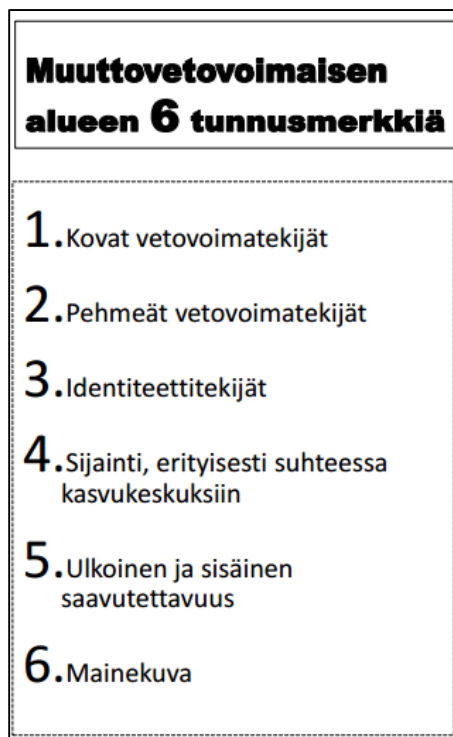 Muuttovetovoimaisen
alueen 6 tunnusmerkkiä
1.Kovat vetovoimatekijät
2.Pehmeät vetovoimatekijät
3.Identiteettitekijät
4.Sijainti, erityisesti suhteessa
kasvukeskuksiin
5.Ulkoinen ja sisäinen
saavutettavuus
6.Mainekuva